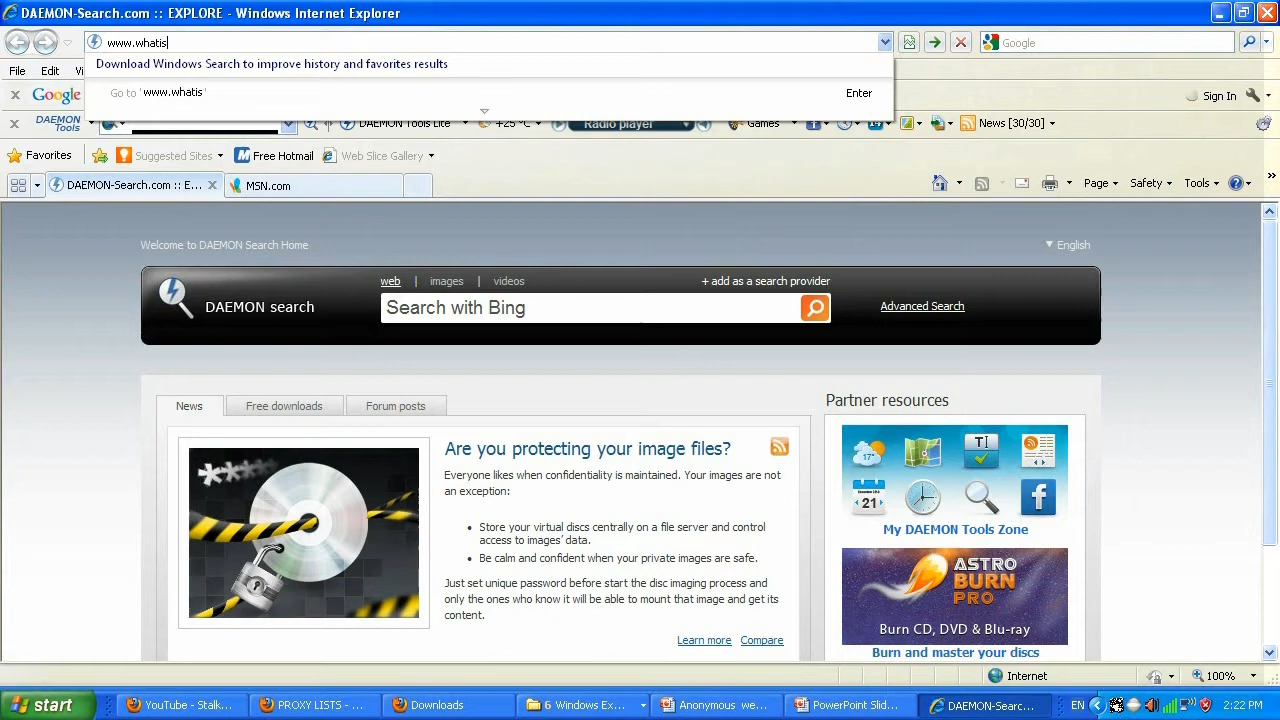 DAEMON-Search.com :: EXPLORE - Windows Internet Explorer
www.whatis
Google
Download Windows Search to improve history and favorites results
File Edit
Go to 'www.whatis'
Enter
Google
Sign In
DAEMON Tools
DAEMON Tools Lite
+25 °C
Radio player
Games
News [30/30]
Favorites
Suggested Sites
Free Hotmail
Web Slice Gallery
DAEMON-Search.com :: E...
MSN.com
Page
Safety
Tools
Welcome to DAEMON Search Home
English
web | images | videos
+ add as a search provider
DAEMON search
Search with Bing
Advanced Search
News
Free downloads
Forum posts
Partner resources
Are you protecting your image files?
Everyone likes when confidentiality is maintained. Your images are not
an exception:
• Store your virtual discs centrally on a file server and control
access to images' data.
• Be calm and confident when your private images are safe.
Just set unique password before start the disc imaging process and
only the ones who know it will be able to mount that image and get its
content.
Learn more
Compare
17°
21
My DAEMON Tools Zone
ASTRO
BURN
PRO
Burn CD, DVD & Blu-ray
Burn and master your discs
Internet
100%
start
YouTube - Stalk...
PROXY LISTS - ...
Downloads
6 Windows Ex...
Anonymous we...
PowerPoint Slid...
DAEMON-Searc...
EN
2:22 PM